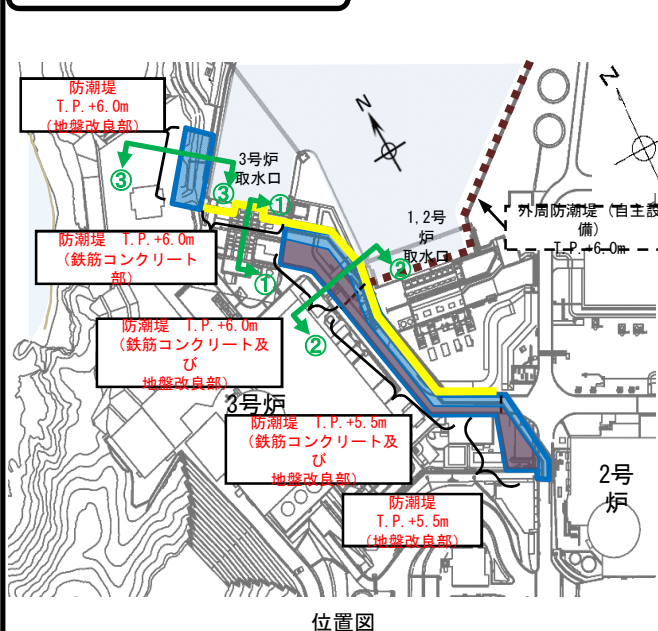 防潮堤
T.P.+6.0m
(地盤改良部)
N
N
3号炉
取水口
③
③
①
①
1,2号
炉
取水口
②
②
外周防潮堤(自主設
備)
T.P.+6.0m
防潮堤 T.P.+6.0m
(鉄筋コンクリート
部)
防潮堤 T.P.+6.0m
(鉄筋コンクリート及
び
地盤改良部)
3号炉
防潮堤 T.P.+5.5m
(鉄筋コンクリート及
び
地盤改良部)
防潮堤
T.P.+5.5m
(地盤改良部)
2号
炉
位置図